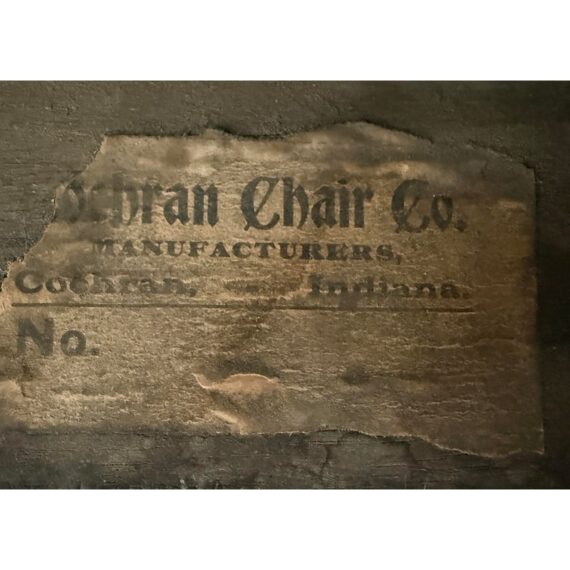 ochran Chair Co.
MANUFACTURERS,
Cochran, Indiana.
No.